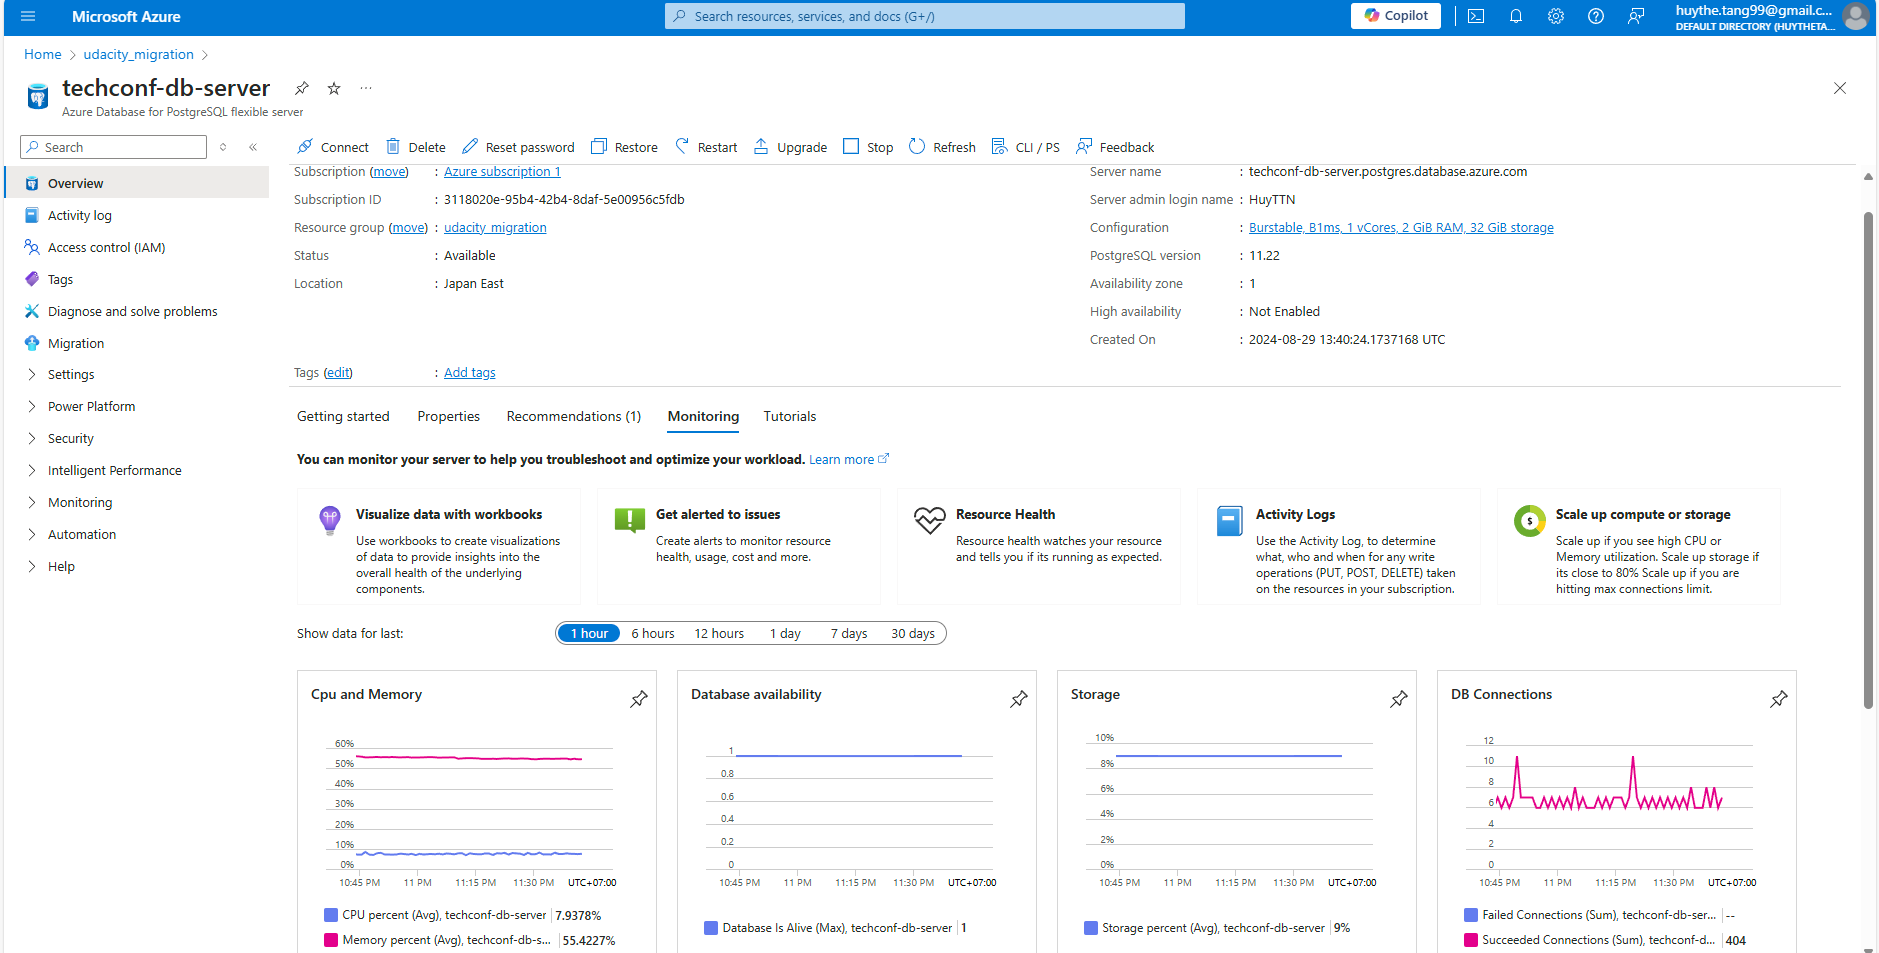 Microsoft Azure
Search resources, services, and docs (G+/)
Copilot
huythe.tang99@gmail.c...
DEFAULT DIRECTORY (HUYTHETA...
Home > udacity_migration >
techconf-db-server
Azure Database for PostgreSQL flexible server
Search
Connect Delete Reset password Restore Restart Upgrade Stop Refresh CLI / PS Feedback
Overview
Activity log
Access control (IAM)
Tags
Diagnose and solve problems
Migration
Settings
Power Platform
Security
Intelligent Performance
Monitoring
Automation
Help
Subscription (move) : Azure subscription 1
Subscription ID : 3118020e-95b4-42b4-8daf-5e00956c5fdb
Resource group (move) : udacity_migration
Status : Available
Location : Japan East
Server name : techconf-db-server.postgres.database.azure.com
Server admin login name : HuyTTN
Configuration : Burstable, B1ms, 1 vCores, 2 GiB RAM, 32 GiB storage
PostgreSQL version : 11.22
Availability zone : 1
High availability : Not Enabled
Created On : 2024-08-29 13:40:24.1737168 UTC
Tags (edit) : Add tags
Getting started Properties Recommendations (1) Monitoring Tutorials
You can monitor your server to help you troubleshoot and optimize your workload. Learn more
Visualize data with workbooks
Use workbooks to create visualizations
of data to provide insights into the
overall health of the underlying
components.
Get alerted to issues
Create alerts to monitor resource
health, usage, cost and more.
Resource Health
Resource health watches your resource
and tells you if its running as expected.
Activity Logs
Use the Activity Log, to determine
what, who and when for any write
operations (PUT, POST, DELETE) taken
on the resources in your subscription.
Scale up compute or storage
Scale up if you see high CPU or
Memory utilization. Scale up storage if
its close to 80% Scale up if you are
hitting max connections limit.
Show data for last:
1 hour 6 hours 12 hours 1 day 7 days 30 days
Cpu and Memory
60%
50%
40%
30%
20%
10%
0%
10:45 PM 11 PM 11:15 PM 11:30 PM UTC+07:00
CPU percent (Avg), techconf-db-server 7.9378%
Memory percent (Avg), techconf-db-s... 55.4227%
Database availability
1
0.8
0.6
0.4
0.2
0
10:45 PM 11 PM 11:15 PM 11:30 PM UTC+07:00
Database Is Alive (Max), techconf-db-server 1
Storage
10%
8%
6%
4%
2%
0%
10:45 PM 11 PM 11:15 PM 11:30 PM UTC+07:00
Storage percent (Avg), techconf-db-server 9%
DB Connections
12
10
8
6
4
2
0
10:45 PM 11 PM 11:15 PM 11:30 PM UTC+07:00
Failed Connections (Sum), techconf-db-ser... --
Succeeded Connections (Sum), techconf-d... 404